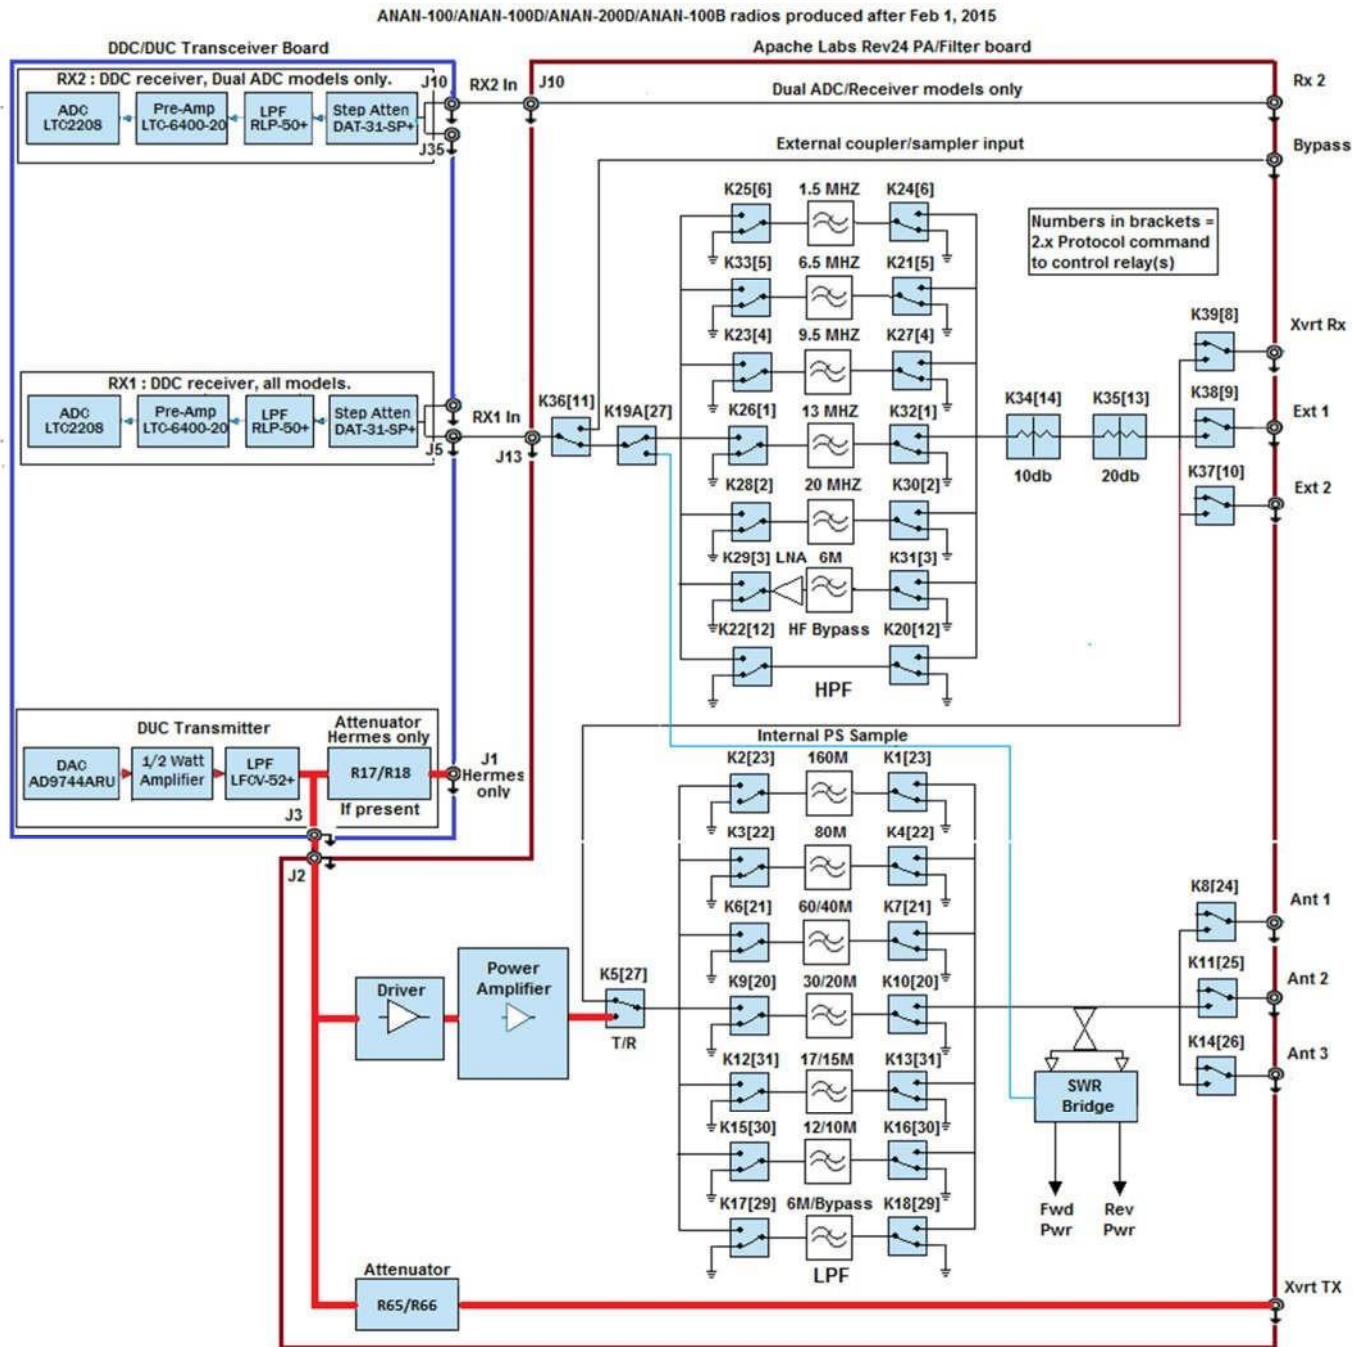 ANAN-100/ANAN-100D/ANAN-200D/ANAN-100B radios produced after Feb 1, 2015
DDC/DUC Transceiver Board
Apache Labs Rev24 PA/Filter board
RX2 : DDC receiver, Dual ADC models only.
J10
RX2 In
J10
Dual ADC/Receiver models only
Rx 2
ADC
LTC2208
Pre-Amp
LTC-6400-20
LPF
RLP-50+
Step Atten
DAT-31-SP+
J35
External coupler/sampler input
Bypass
K25[6]
1.5 MHZ
K24[6]
Numbers in brackets =
2.x Protocol command
to control relay(s)
K33[5]
6.5 MHZ
K21[5]
K23[4]
9.5 MHZ
K27[4]
K39[8]
Xvrt Rx
RX1 : DDC receiver, all models.
ADC
LTC2208
Pre-Amp
LTC-6400-20
LPF
RLP-50+
Step Atten
DAT-31-SP+
J5
RX1 In
J13
K36[11]
K19A[27]
K26[1]
13 MHZ
K32[1]
K34[14]
10db
K35[13]
20db
K38[9]
Ext 1
K28[2]
20 MHZ
K30[2]
K37[10]
Ext 2
K29[3]
LNA
6M
K31[3]
K22[12]
HF Bypass
K20[12]
HPF
DUC Transmitter
Attenuator
Hermes only
DAC
AD9744ARU
1/2 Watt
Amplifier
LPF
LFCV-52+
R17/R18
If present
J1
Hermes
only
J3
J2
Internal PS Sample
K2[23]
160M
K1[23]
K3[22]
80M
K4[22]
K6[21]
60/40M
K7[21]
K8[24]
Ant 1
Driver
Power
Amplifier
K5[27]
T/R
K9[20]
30/20M
K10[20]
K11[25]
Ant 2
K12[31]
17/15M
K13[31]
K14[26]
Ant 3
SWR
Bridge
K15[30]
12/10M
K16[30]
K17[29]
6M/Bypass
K18[29]
Fwd
Pwr
Rev
Pwr
LPF
Attenuator
R65/R66
Xvrt TX